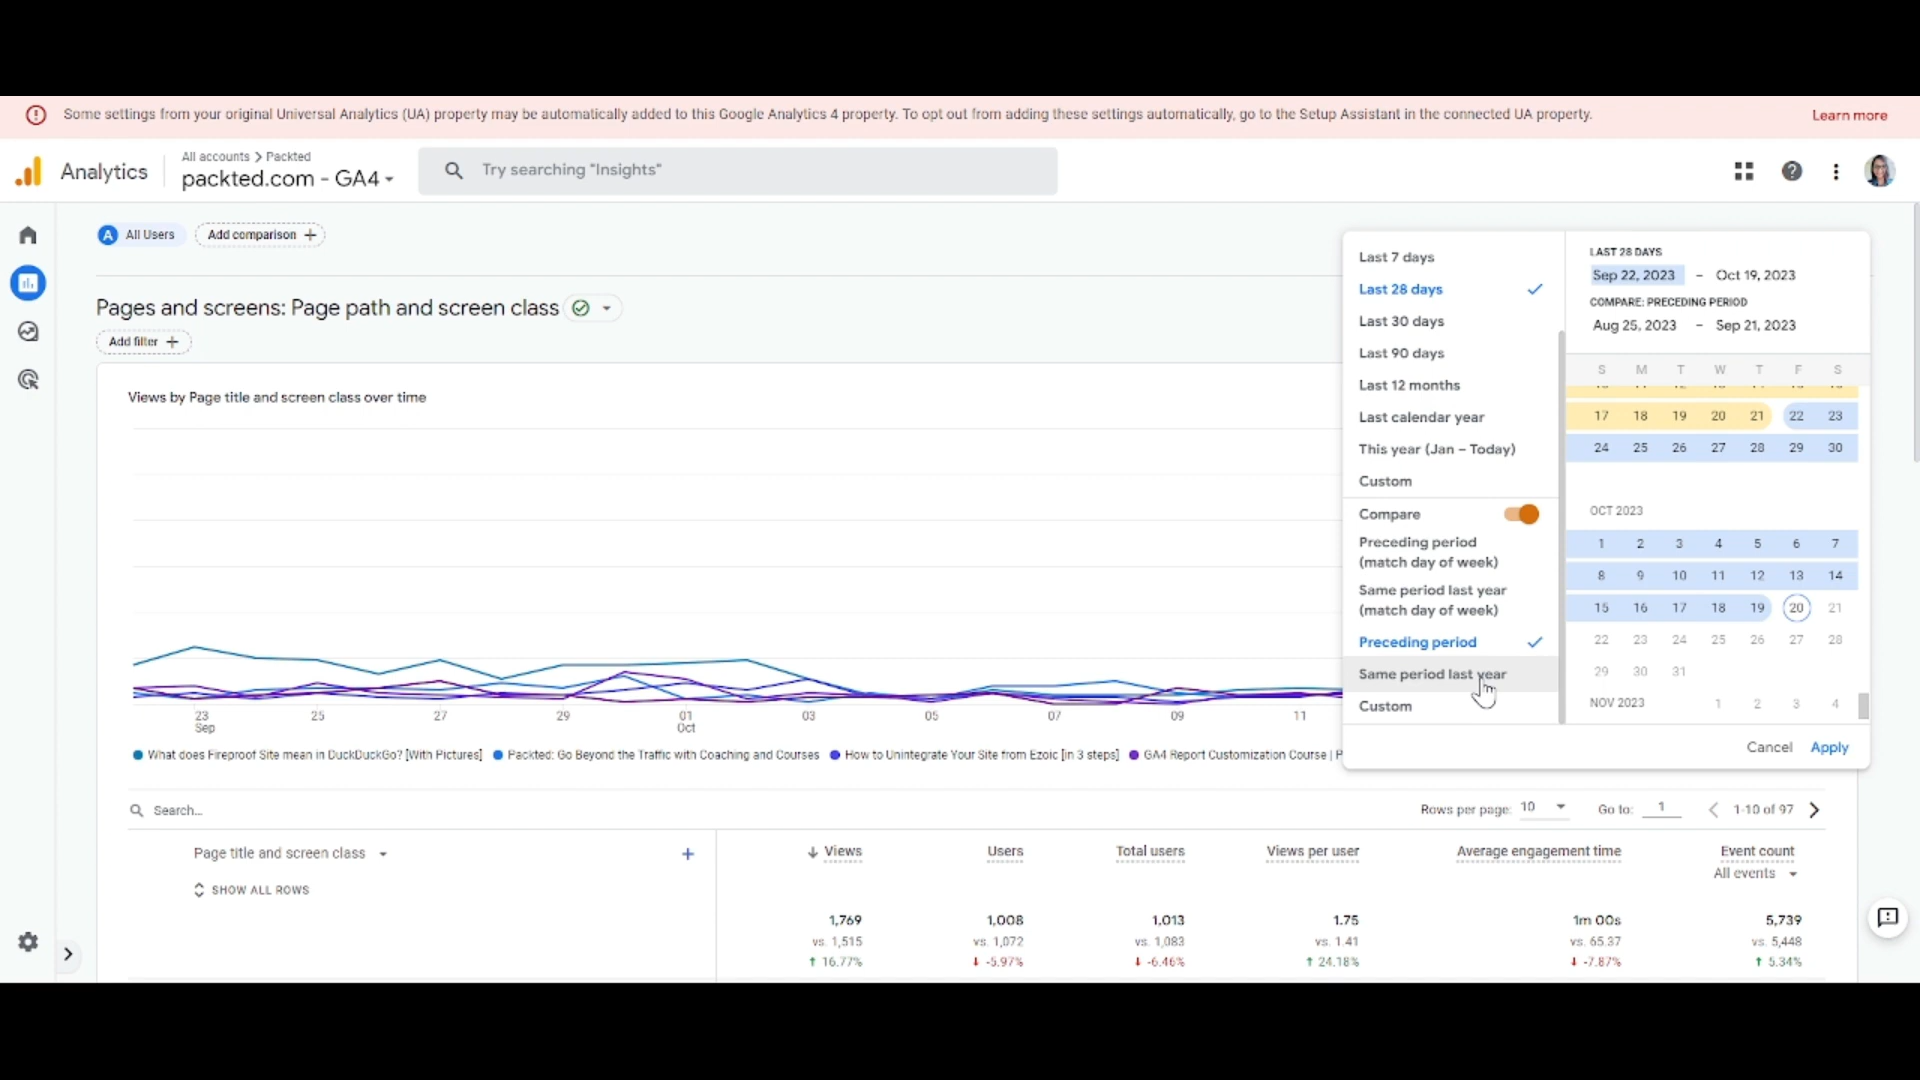 Some settings from your original Universal Analytics (UA) property may be automatically added to this Google Analytics 4 property. To opt out from adding these settings automatically, go to the Setup Assistant in the connected UA property.
Learn more
Analytics
All accounts > Packted
packted.com - GA4
Try searching "Insights"
A All Users
Add comparison +
Pages and screens: Page path and screen class
Add filter +
Views by Page title and screen class over time
23
Sep
25
27
29
01
Oct
03
05
07
09
11
What does Fireproof Site mean in DuckDuckGo? [With Pictures]
Packted: Go Beyond the Traffic with Coaching and Courses
How to Unintegrate Your Site from Ezoic [in 3 steps]
GA4 Report Customization Course | P
Last 7 days
Last 28 days
Last 30 days
Last 90 days
Last 12 months
Last calendar year
This year (Jan – Today)
Custom
Compare
Preceding period
(match day of week)
Same period last year
(match day of week)
Preceding period
Same period last year
Custom
LAST 28 DAYS
Sep 22, 2023 – Oct 19, 2023
COMPARE: PRECEDING PERIOD
Aug 25, 2023 – Sep 21, 2023
S M T W T F S
17 18 19 20 21 22 23
24 25 26 27 28 29 30
OCT 2023
1 2 3 4 5 6 7
8 9 10 11 12 13 14
15 16 17 18 19 20 21
22 23 24 25 26 27 28
29 30 31
NOV 2023 1 2 3 4
Cancel Apply
Search...
Rows per page: 10
Go to: 1
1-10 of 97
Page title and screen class
+
SHOW ALL ROWS
Views Users Total users Views per user Average engagement time Event count
All events
1,769 1,008 1,013 1.75 1m 00s 5,739
vs. 1,515 vs. 1,072 vs. 1,083 vs. 1.41 vs. 65.37 vs. 5,448
↑ 16.77% ↓ -5.97% ↓ -6.46% ↑ 24.18% ↓ -7.87% ↑ 5.34%